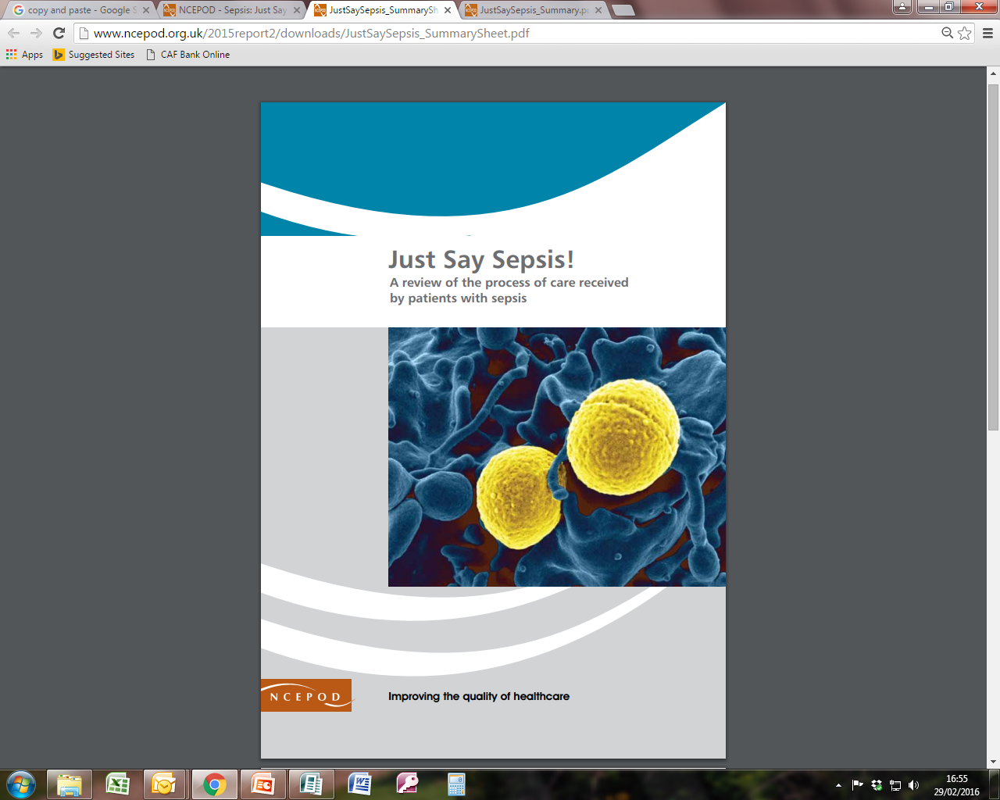 copy and paste - Google S
NCEPOD - Sepsis: Just Say
JustSaySepsis_SummarySh
JustSaySepsis_Summary.p
www.ncepod.org.uk/2015report2/downloads/JustSaySepsis_SummarySheet.pdf
Apps
Suggested Sites
CAF Bank Online
Just Say Sepsis!
A review of the process of care received
by patients with sepsis
NCEPOD
Improving the quality of healthcare
16:55
29/02/2016